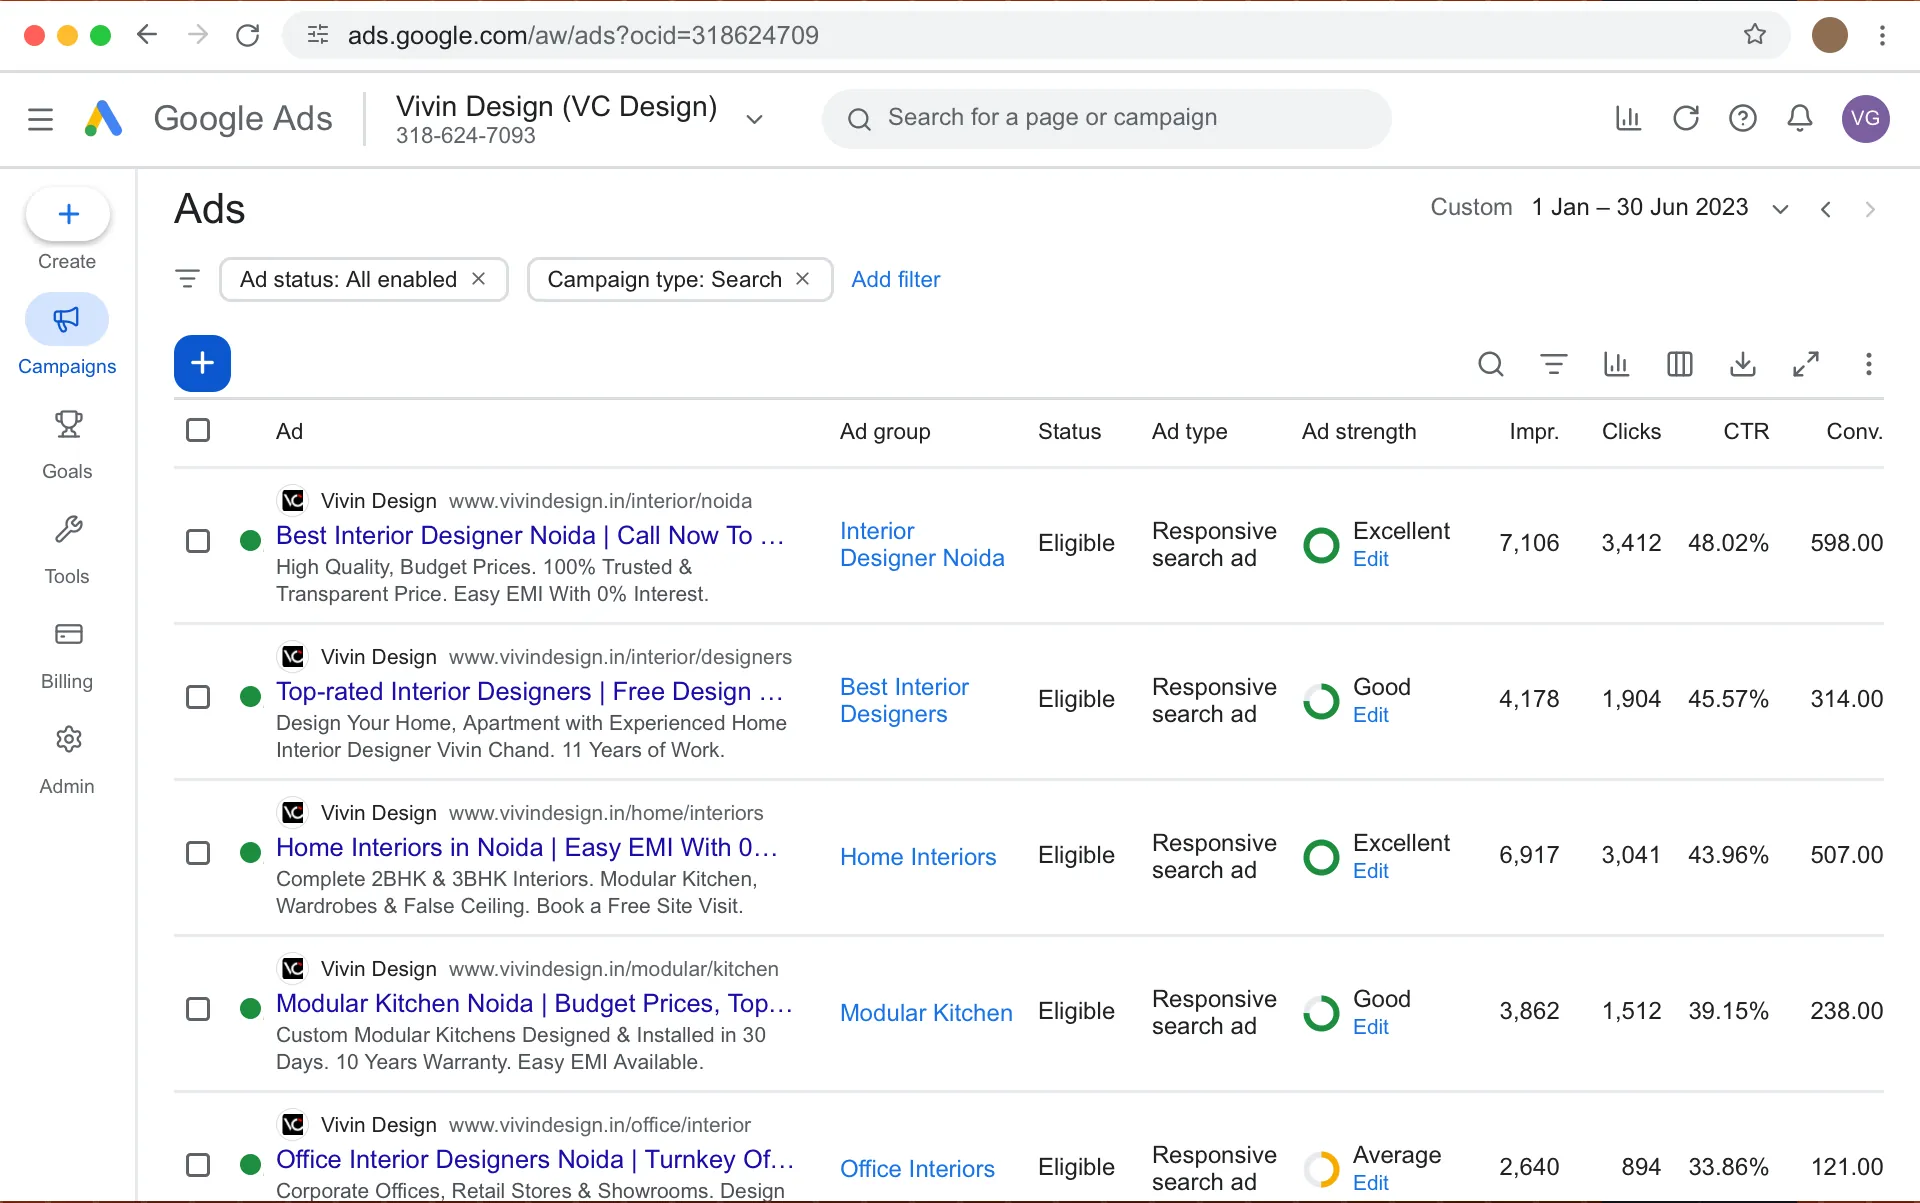 ads.google.com/aw/ads?ocid=318624709
Google Ads
Vivin Design (VC Design)
318-624-7093
Search for a page or campaign
VG
Create
Campaigns
Goals
Tools
Billing
Admin
Ads
Custom 1 Jan – 30 Jun 2023
Ad status: All enabled
Campaign type: Search
Add filter
Ad Ad group Status Ad type Ad strength Impr. Clicks CTR Conv.
VC Vivin Design www.vivindesign.in/interior/noida
Best Interior Designer Noida | Call Now To …
High Quality, Budget Prices. 100% Trusted &
Transparent Price. Easy EMI With 0% Interest.
Interior
Designer Noida
Eligible
Responsive
search ad
Excellent
Edit
7,106 3,412 48.02% 598.00
VC Vivin Design www.vivindesign.in/interior/designers
Top-rated Interior Designers | Free Design …
Design Your Home, Apartment with Experienced Home
Interior Designer Vivin Chand. 11 Years of Work.
Best Interior
Designers
Eligible
Responsive
search ad
Good
Edit
4,178 1,904 45.57% 314.00
VC Vivin Design www.vivindesign.in/home/interiors
Home Interiors in Noida | Easy EMI With 0…
Complete 2BHK & 3BHK Interiors. Modular Kitchen,
Wardrobes & False Ceiling. Book a Free Site Visit.
Home Interiors
Eligible
Responsive
search ad
Excellent
Edit
6,917 3,041 43.96% 507.00
VC Vivin Design www.vivindesign.in/modular/kitchen
Modular Kitchen Noida | Budget Prices, Top…
Custom Modular Kitchens Designed & Installed in 30
Days. 10 Years Warranty. Easy EMI Available.
Modular Kitchen
Eligible
Responsive
search ad
Good
Edit
3,862 1,512 39.15% 238.00
VC Vivin Design www.vivindesign.in/office/interior
Office Interior Designers Noida | Turnkey Of…
Corporate Offices, Retail Stores & Showrooms. Design
Office Interiors
Eligible
Responsive
search ad
Average
Edit
2,640 894 33.86% 121.00